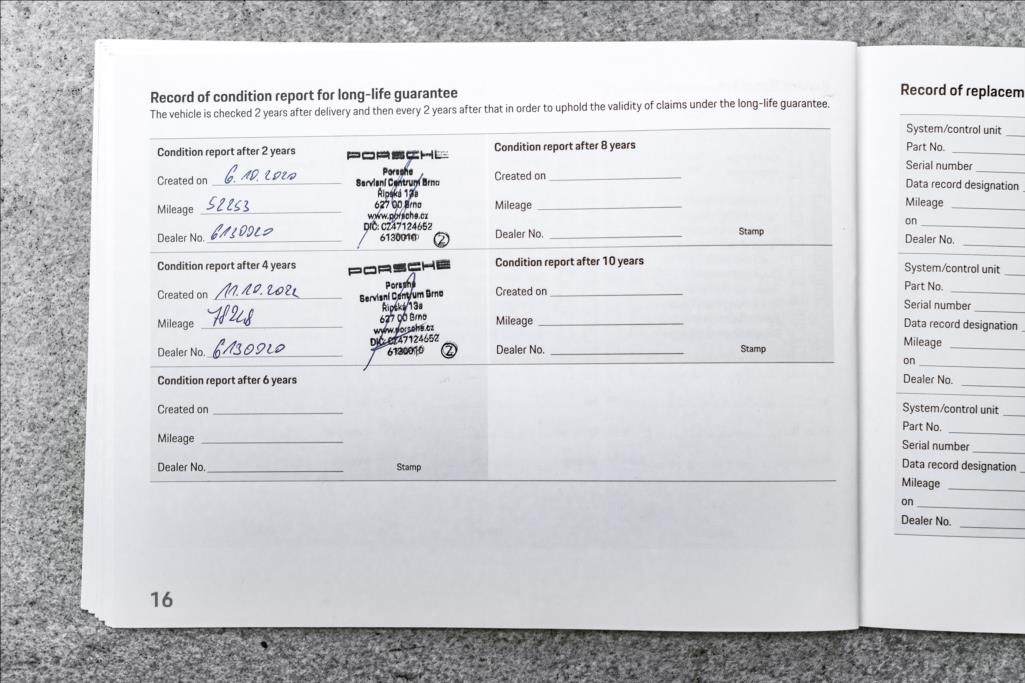 Record of condition report for long-life guarantee
The vehicle is checked 2 years after delivery and then every 2 years after that in order to uphold the validity of claims under the long-life guarantee.
Condition report after 2 years
Created on 6.10.2020
Mileage 52253
Dealer No. 6130020
PORSCHE
Porsche
Servisní Centrum Brno
Řipská 13a
627 00 Brno
www.porsche.cz
DIČ: CZ47124652
6130010 2
Condition report after 4 years
Created on 11.10.2022
Mileage 78248
Dealer No. 6130020
PORSCHE
Porsche
Servisní Centrum Brno
Řipská 13a
627 00 Brno
www.porsche.cz
DIČ: CZ47124652
2
Condition report after 6 years
Created on
Mileage
Dealer No.
Stamp
Condition report after 8 years
Created on
Mileage
Dealer No.
Stamp
Condition report after 10 years
Created on
Mileage
Dealer No.
Stamp
16
Record of replacem
System/control unit
Part No.
Serial number
Data record designation
Mileage
on
Dealer No.
System/control unit
Part No.
Serial number
Data record designation
Mileage
on
Dealer No.
System/control unit
Part No.
Serial number
Data record designation
Mileage
on
Dealer No.